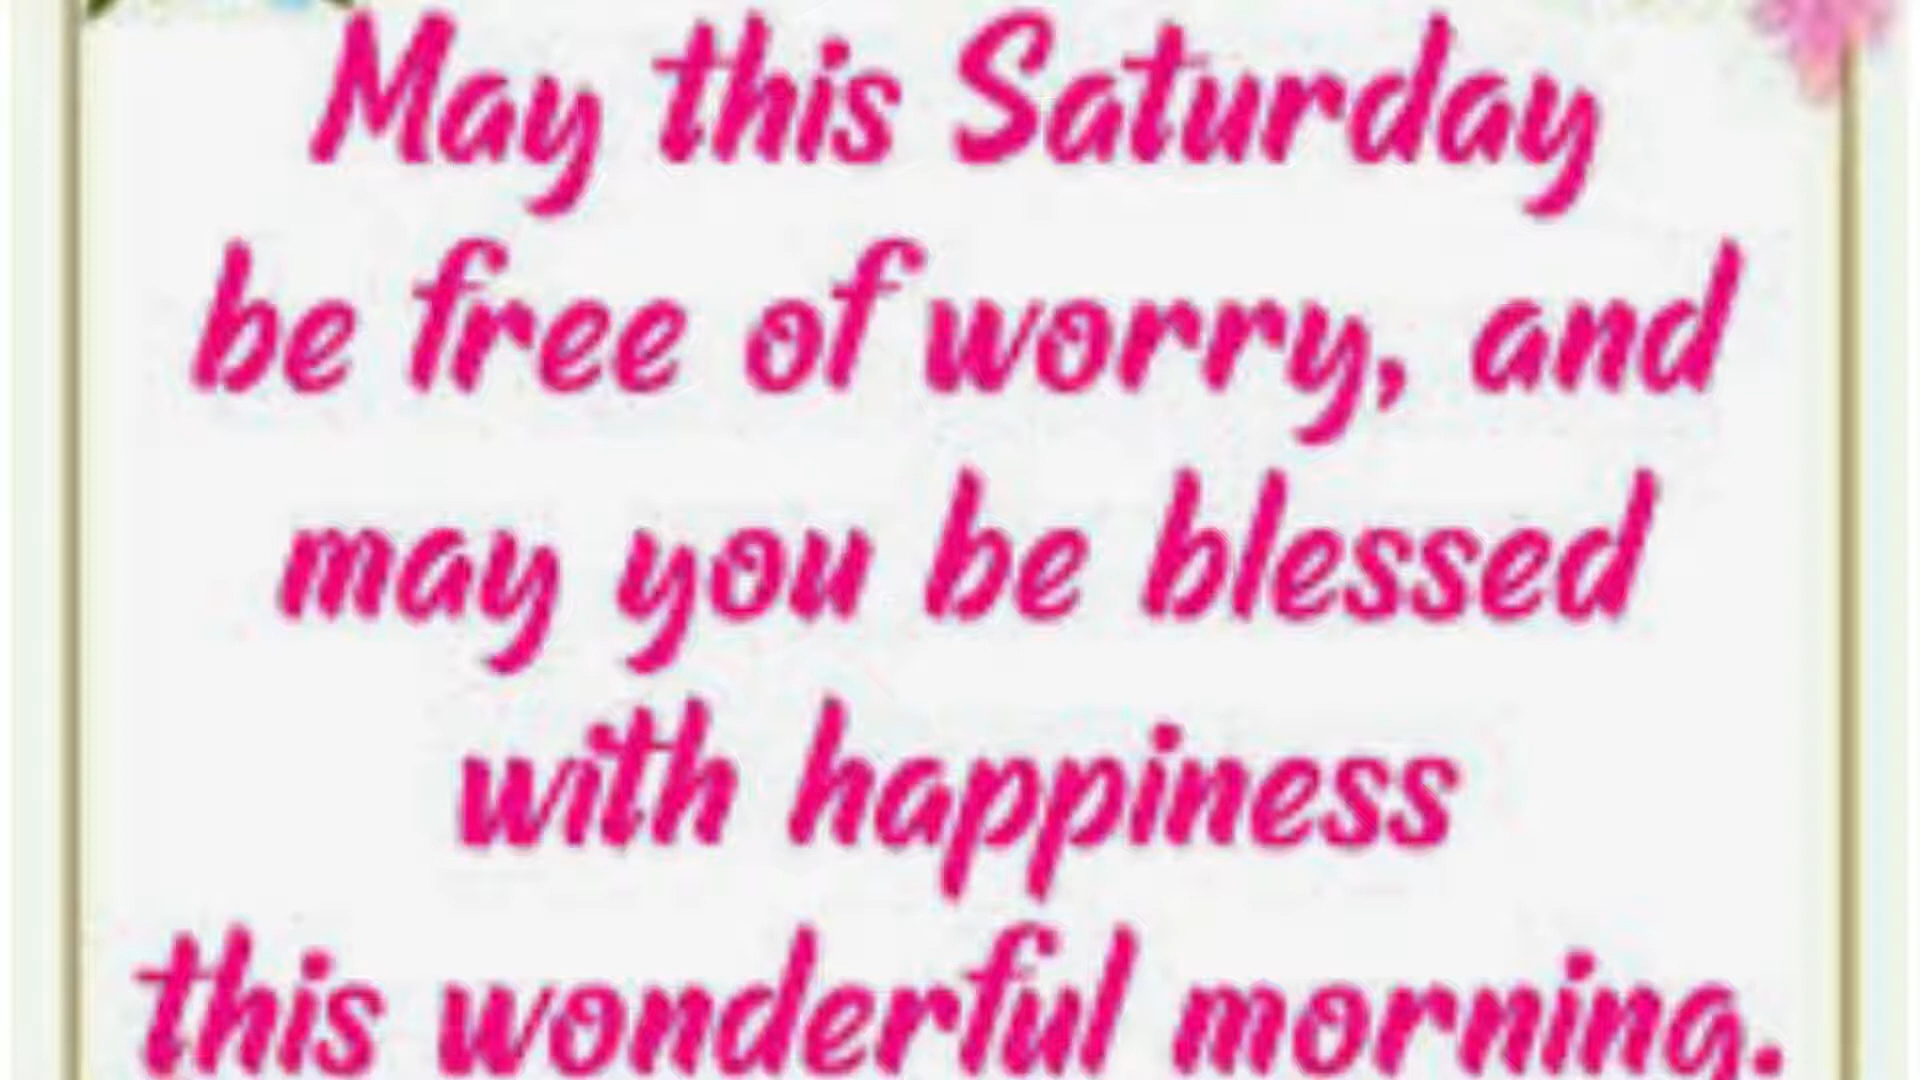 May this Saturday
be free of worry, and
may you be blessed
with happiness
this wonderful morning.